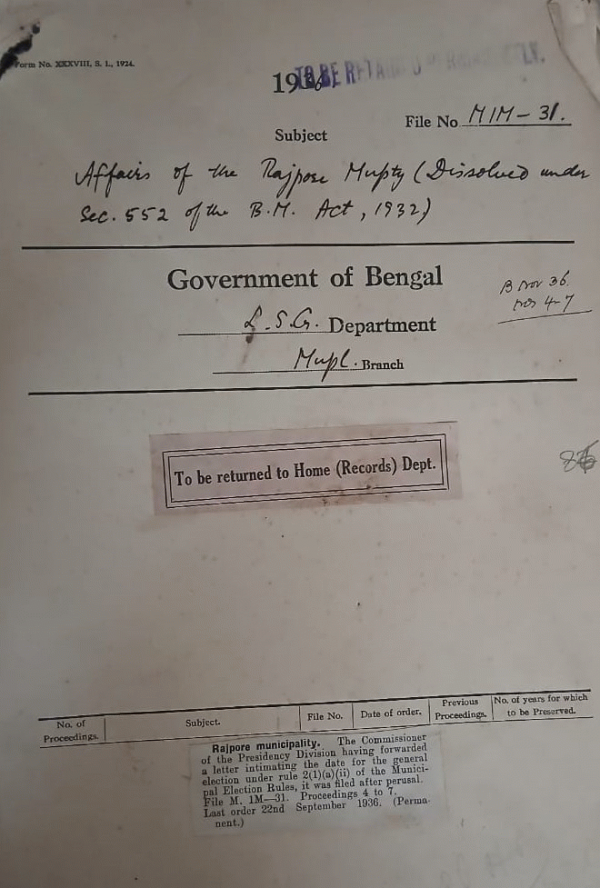 Form No. XXXVIII, S. L., 1924.
TO BE RETAINED PERMANENTLY.
1936
File No M1M-31.
Subject
Affairs of the Rajpore Mupty (Dissolved under
Sec. 552 of the B.M. Act, 1932)
Government of Bengal
L.S.G. Department
Mupl. Branch
B Nov 36
Nos 4-7
To be returned to Home (Records) Dept.
No. of Proceedings. Subject. File No. Date of order. Previous Proceedings. No. of years for which to be Preserved.
Rajpore municipality. The Commissioner
of the Presidency Division having forwarded
a letter intimating the date for the general
election under rule 2(1)(a)(ii) of the Munici-
pal Election Rules, it was filed after perusal.
File M. 1M—31. Proceedings 4 to 7.
Last order 22nd September 1936. (Perma-
nent.)